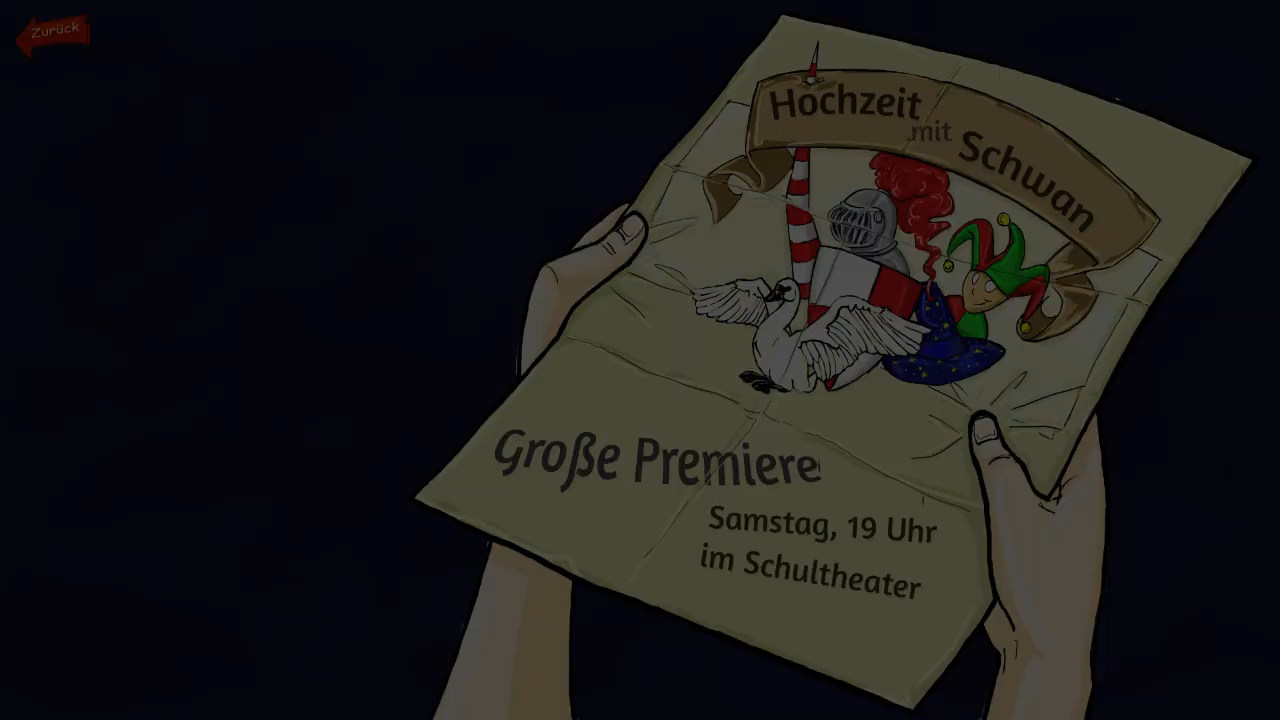 Zurück
Hochzeit
mit
Schwan
Große Premiere
Samstag, 19 Uhr
im Schultheater